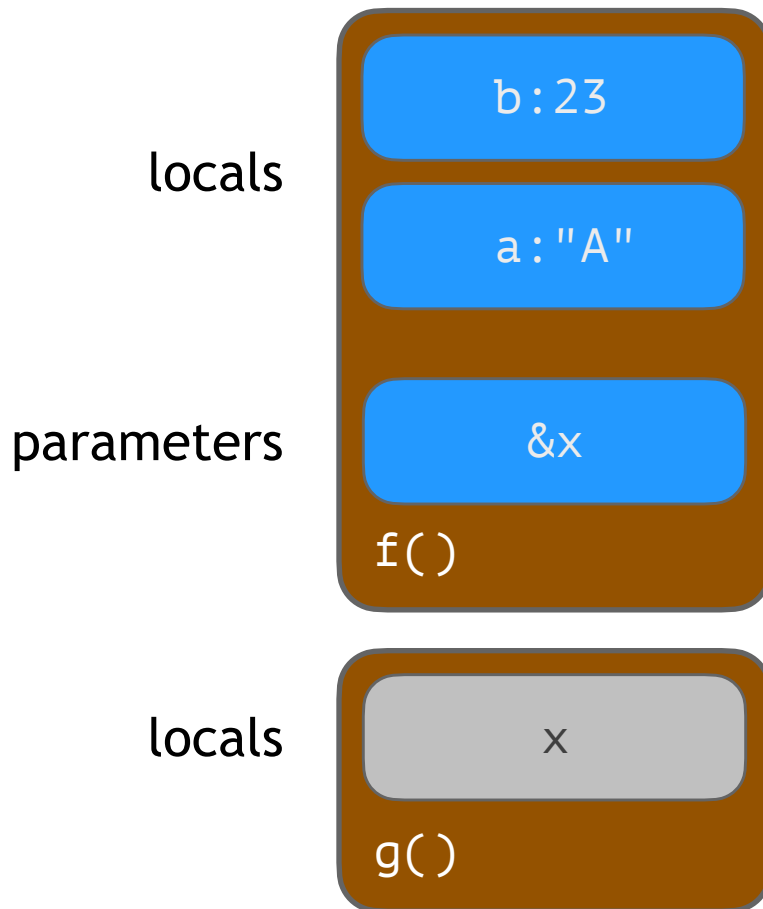 b:23
locals
a:"A"
parameters
&x
f()
locals
x
g()